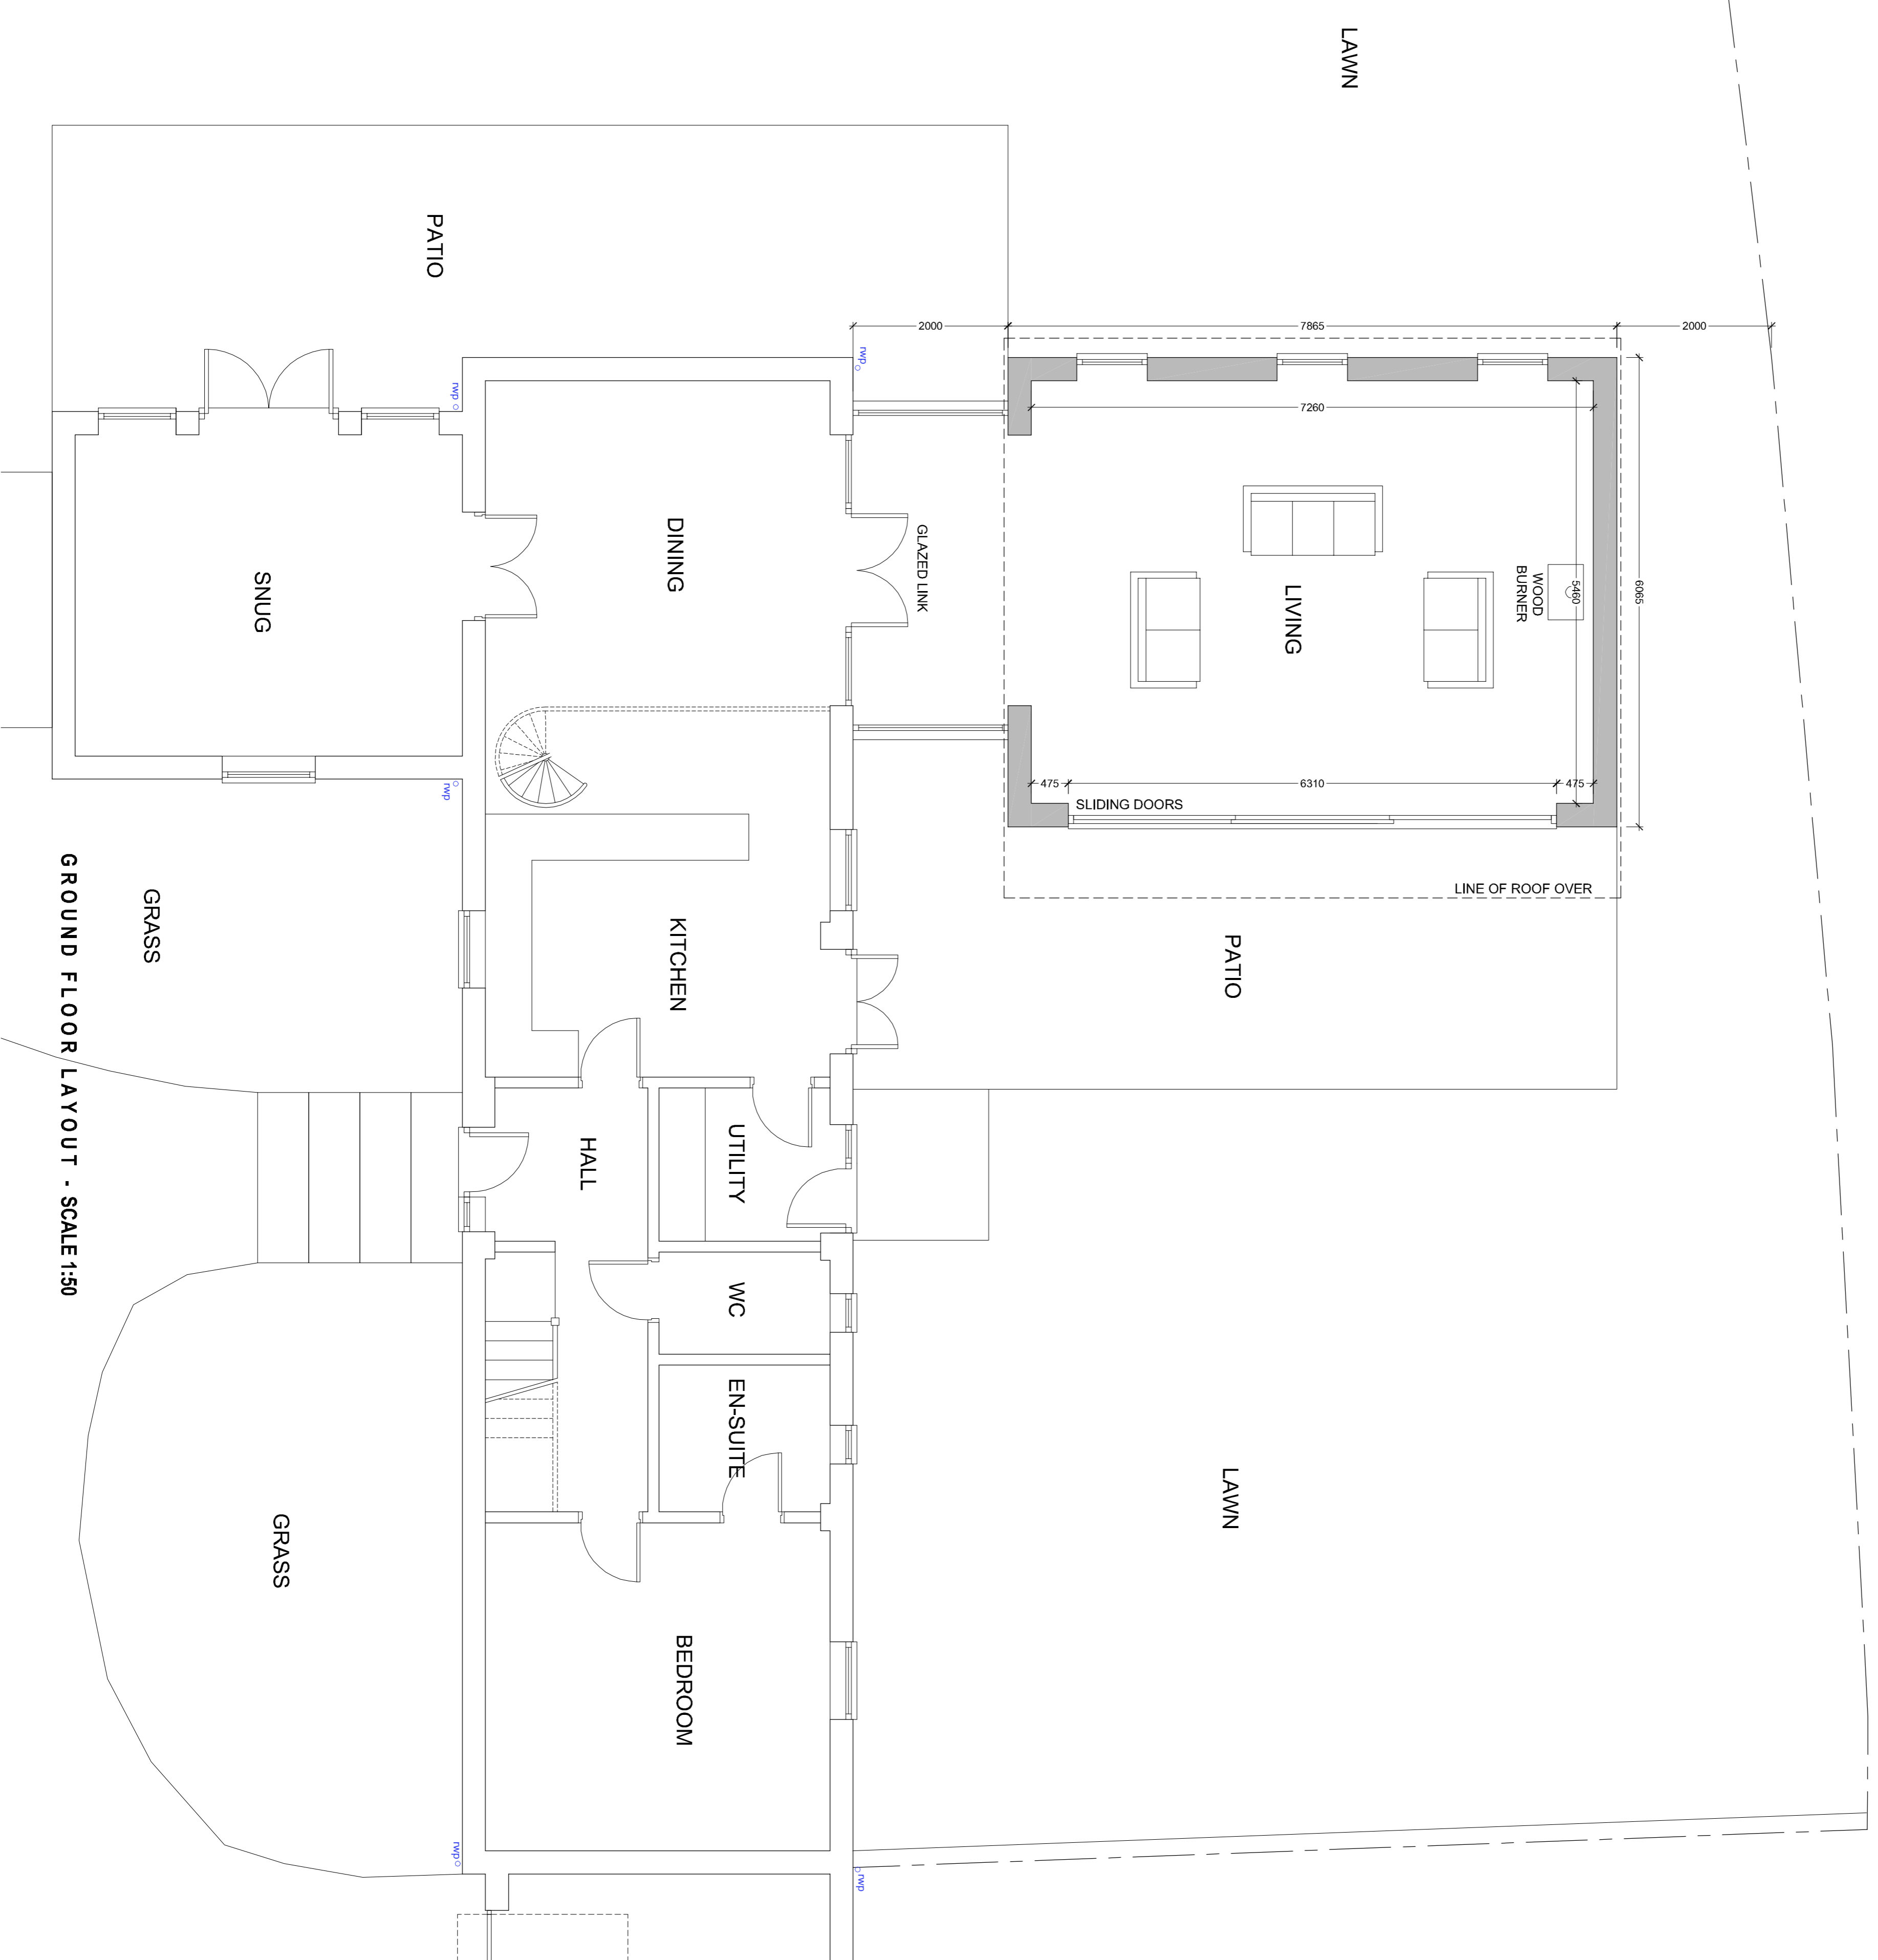 LAWN
PATIO
rwp
rwp
2000
7865
2000
7260
6065
5460
WOOD
BURNER
LIVING
GLAZED LINK
DINING
SNUG
475
6310
475
SLIDING DOORS
LINE OF ROOF OVER
rwp
KITCHEN
PATIO
GRASS
HALL
UTILITY
WC
EN-SUITE
LAWN
GRASS
BEDROOM
rwp
rwp
GROUND FLOOR LAYOUT - SCALE 1:50